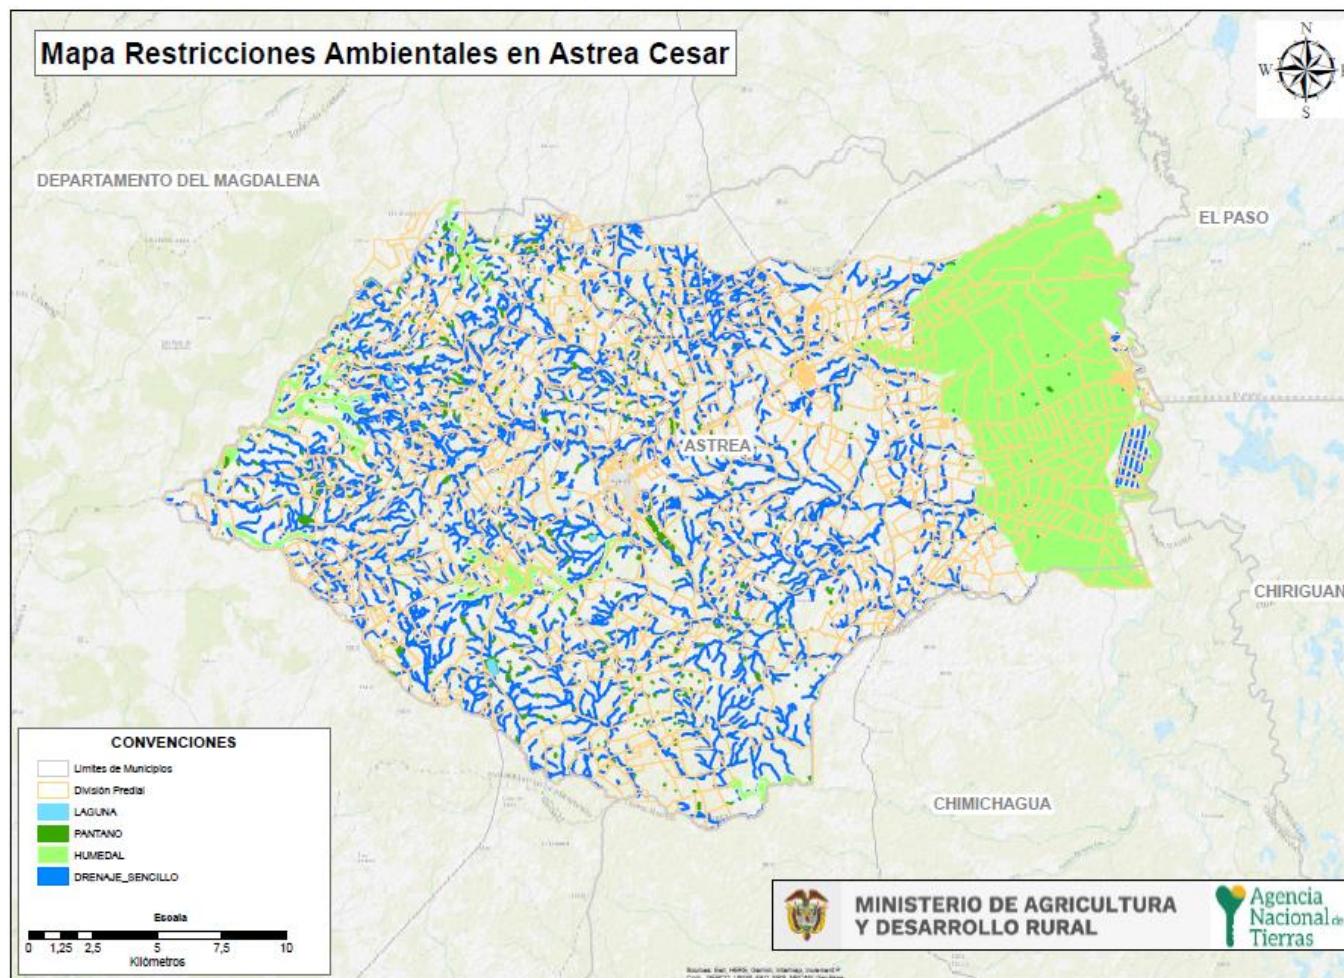 Mapa Restricciones Ambientales en Astrea Cesar
N
W
S
DEPARTAMENTO DEL MAGDALENA
EL PASO
ASTREA
CHIRIGUAN
CHIMICHAGUA
CONVENCIONES
Límites de Municipios
División Predial
LAGUNA
PANTANO
HUMEDAL
DRENAJE_SENCILLO
Escala
0 1,25 2,5 5 7,5 10
Kilómetros
MINISTERIO DE AGRICULTURA
Y DESARROLLO RURAL
Agencia
Nacional de
Tierras